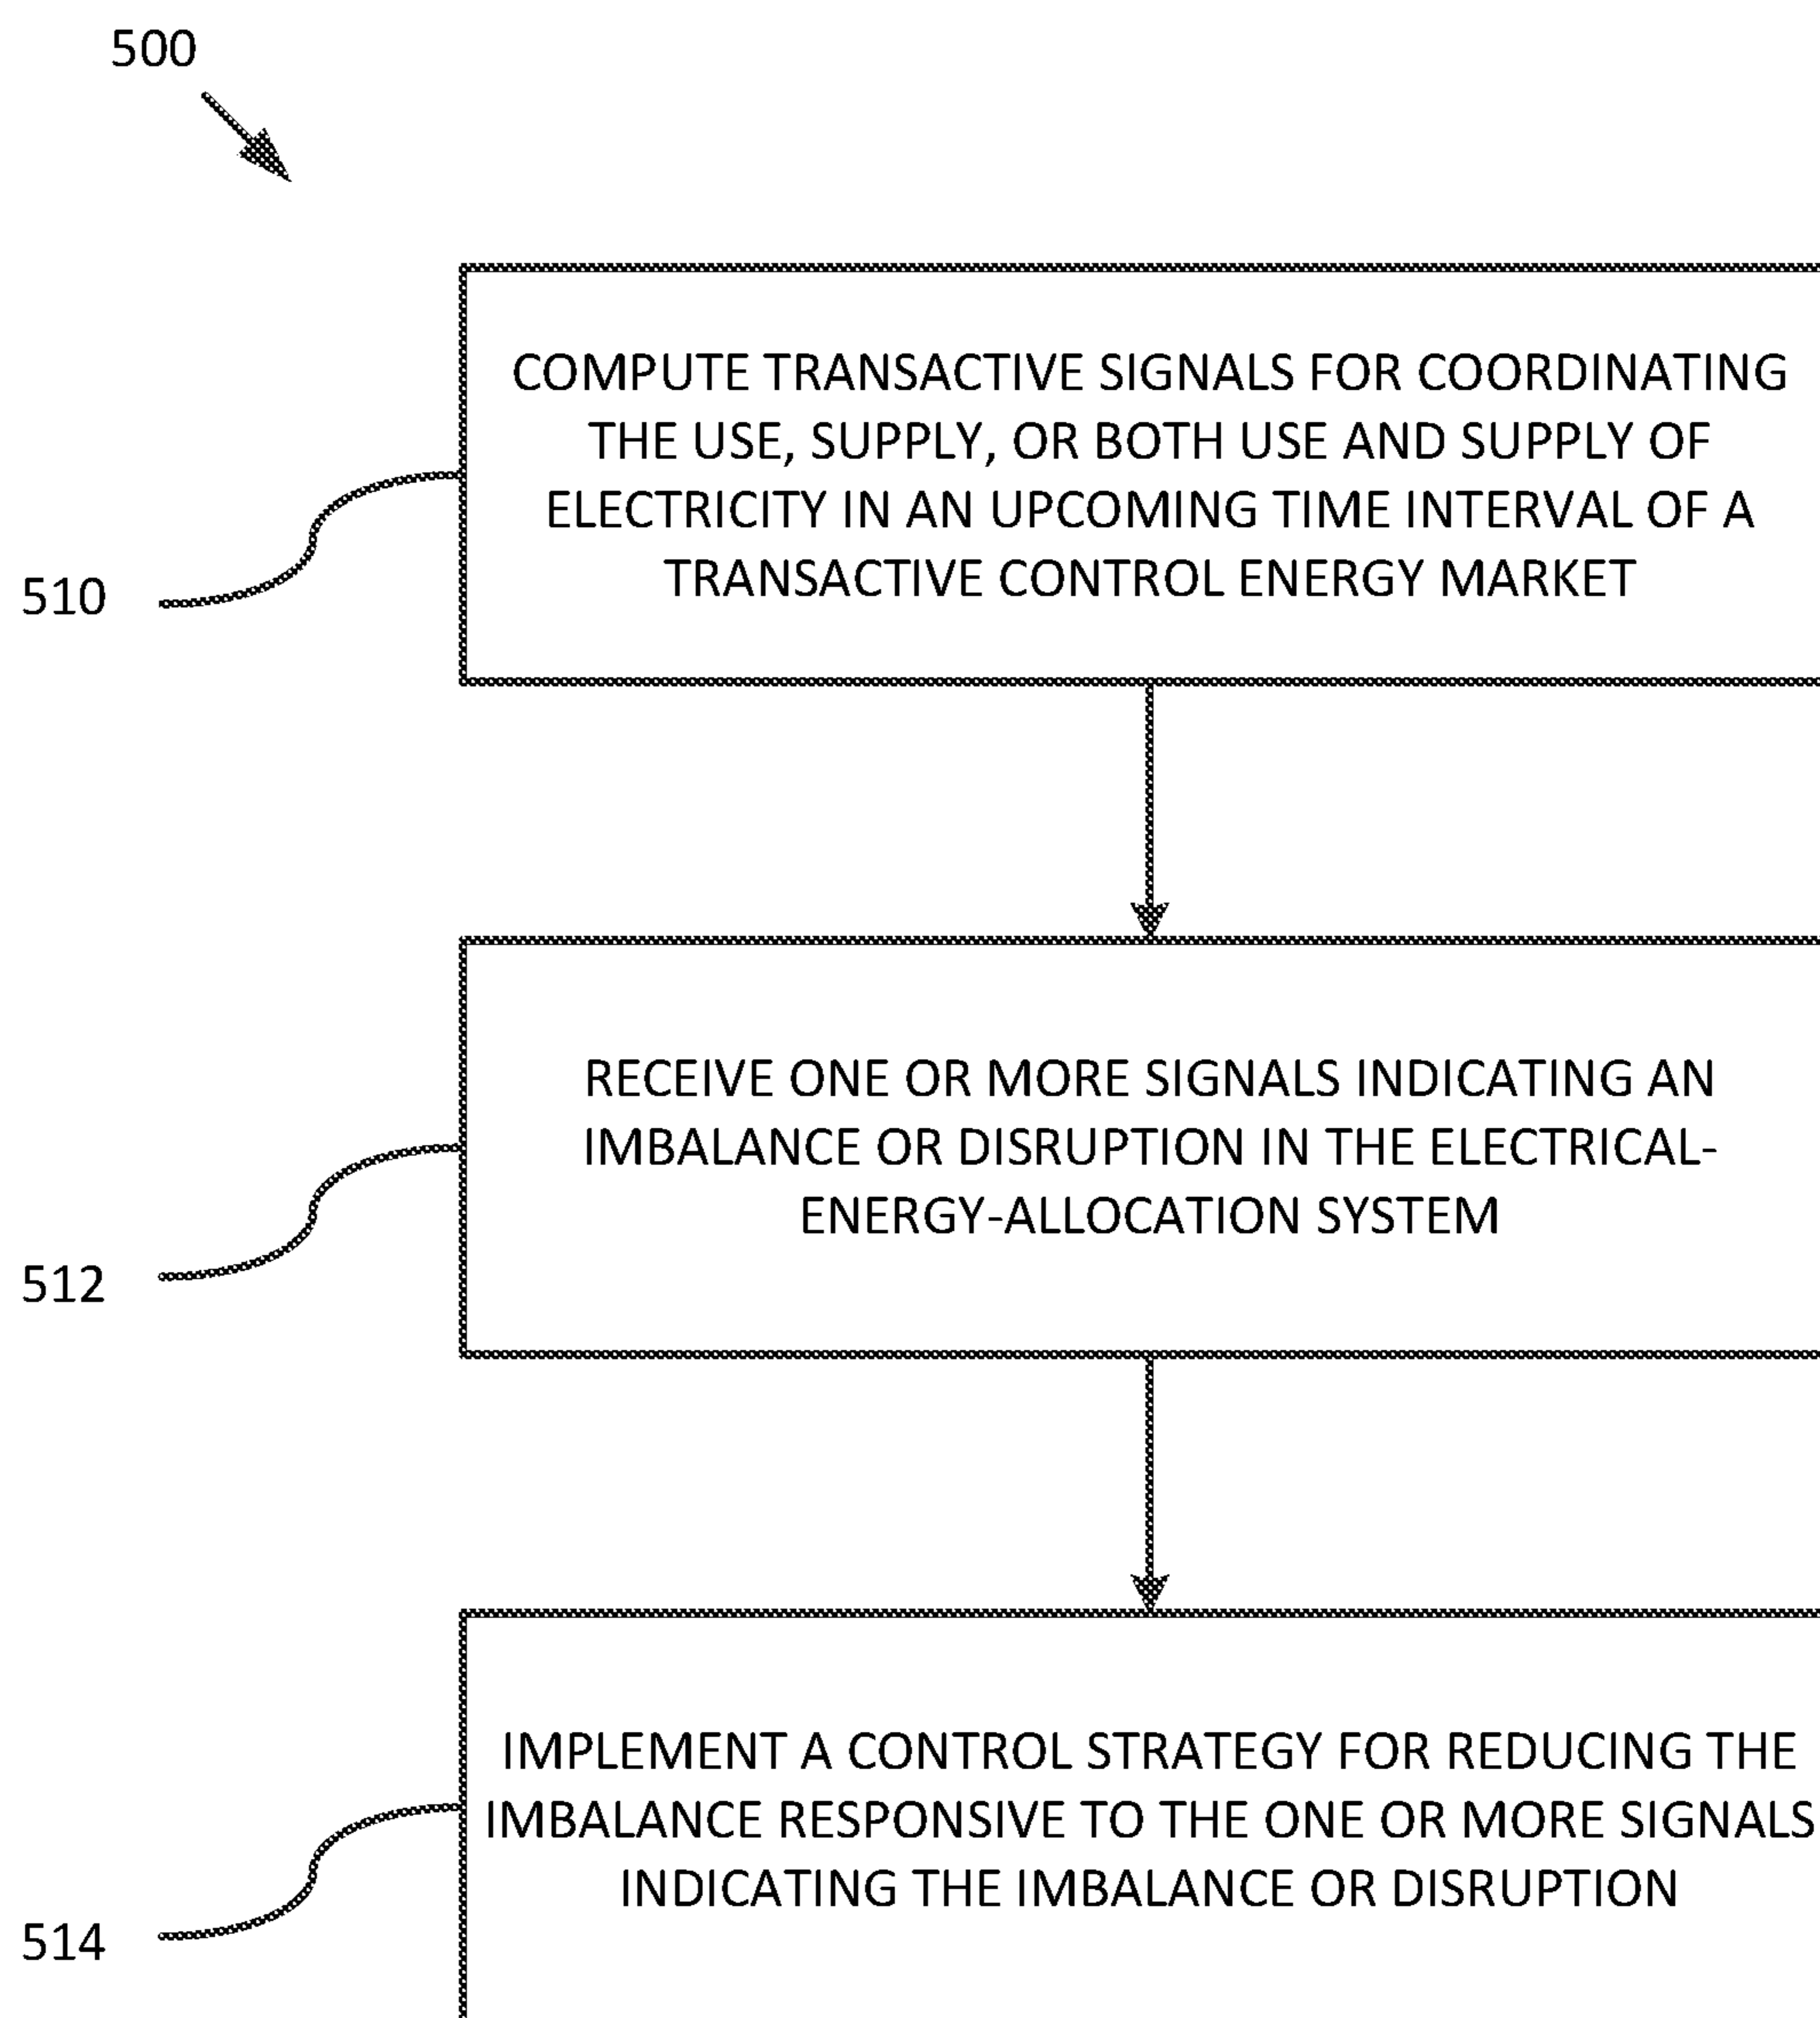 500
COMPUTE TRANSACTIVE SIGNALS FOR COORDINATING
THE USE, SUPPLY, OR BOTH USE AND SUPPLY OF
ELECTRICITY IN AN UPCOMING TIME INTERVAL OF A
TRANSACTIVE CONTROL ENERGY MARKET
510
RECEIVE ONE OR MORE SIGNALS INDICATING AN
IMBALANCE OR DISRUPTION IN THE ELECTRICAL-
ENERGY-ALLOCATION SYSTEM
512
IMPLEMENT A CONTROL STRATEGY FOR REDUCING THE
IMBALANCE RESPONSIVE TO THE ONE OR MORE SIGNALS
INDICATING THE IMBALANCE OR DISRUPTION
514